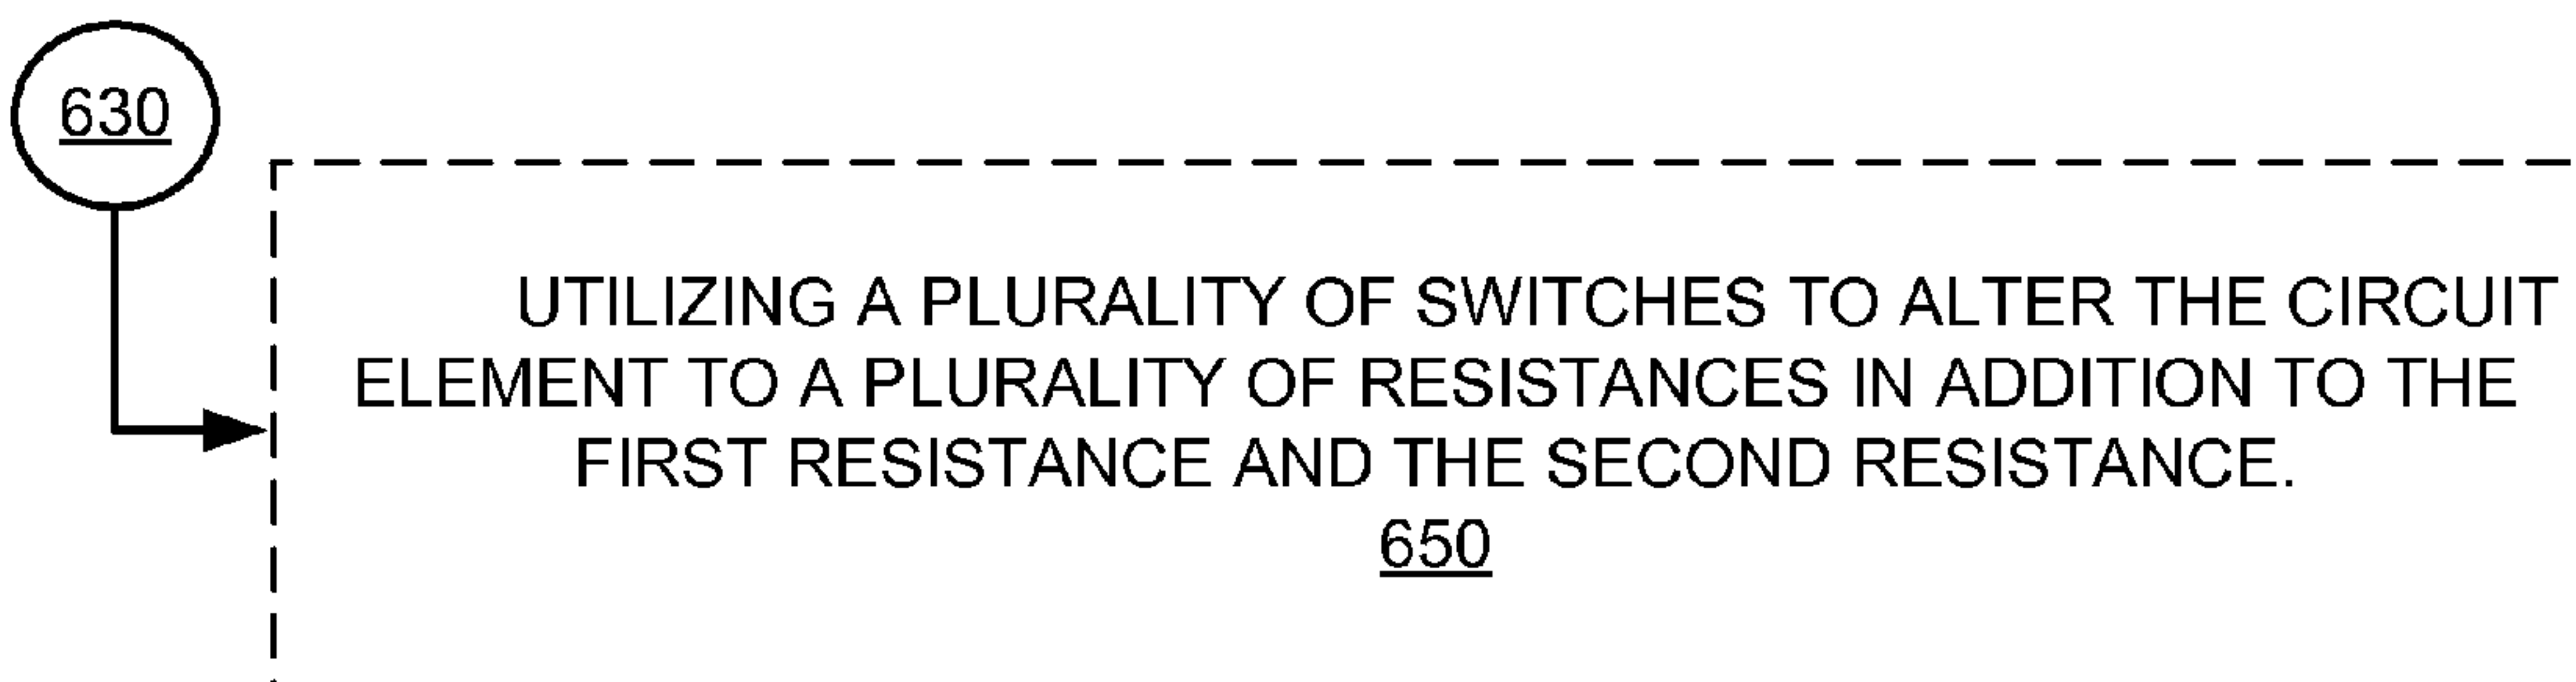 630
UTILIZING A PLURALITY OF SWITCHES TO ALTER THE CIRCUIT
ELEMENT TO A PLURALITY OF RESISTANCES IN ADDITION TO THE
FIRST RESISTANCE AND THE SECOND RESISTANCE.
650